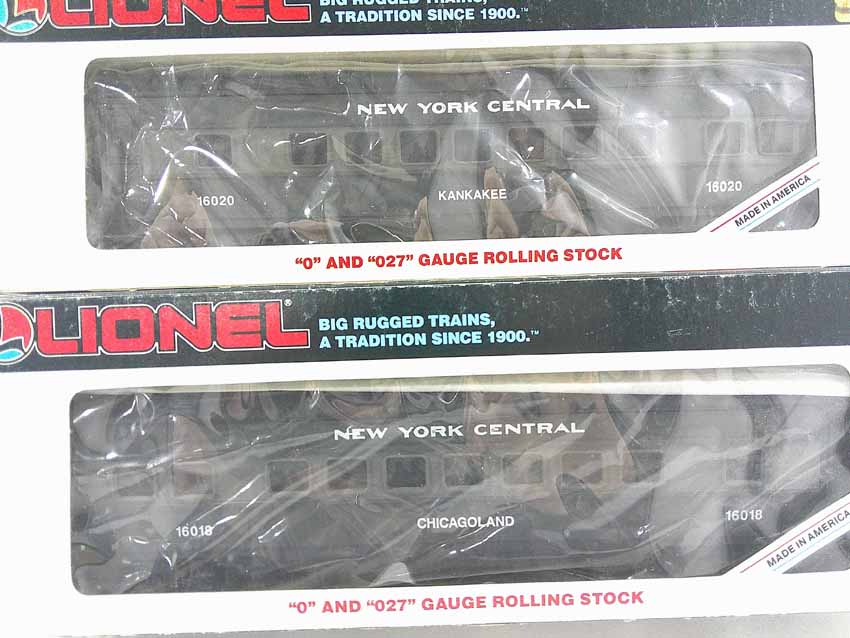 LIONEL
BIG RUGGED TRAINS,
A TRADITION SINCE 1900.™
NEW YORK CENTRAL
16020 KANKAKEE 16020
MADE IN AMERICA
"O" AND "027" GAUGE ROLLING STOCK
LIONEL®
BIG RUGGED TRAINS,
A TRADITION SINCE 1900.™
NEW YORK CENTRAL
16018 CHICAGOLAND 16018
MADE IN AMERICA
"O" AND "027" GAUGE ROLLING STOCK